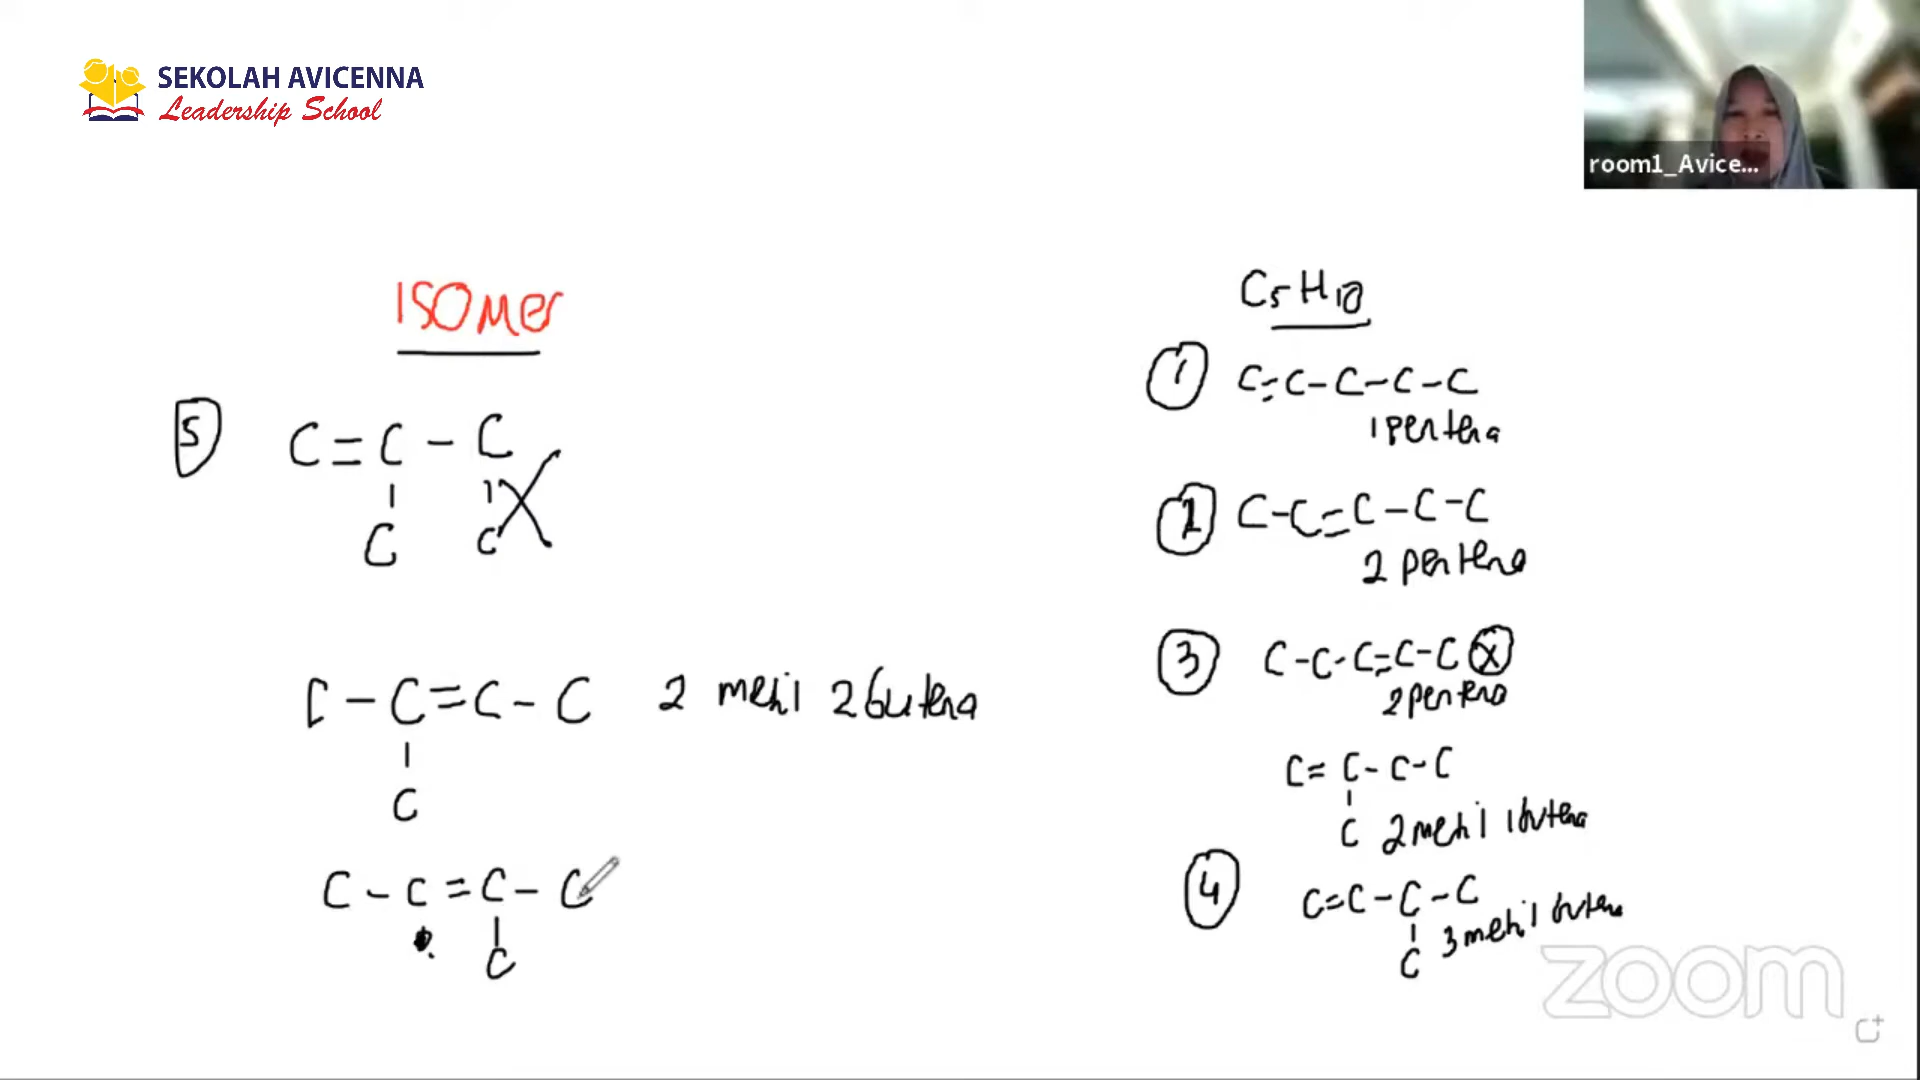 SEKOLAH AVICENNA
Leadership School
room1_Avice...
ISOMER
5
C=C-C
C C
C-C=C-C 2 metil 2 butena
C
C-C=C-C
C
C5H10
1
C=C-C-C-C
1 pentena
2
C-C=C-C-C
2 pentena
3
C-C-C=C-C X
2 pentena
C=C-C-C
C 2 metil 1 butena
4
C=C-C-C
C 3 metil 1 butena
zoom